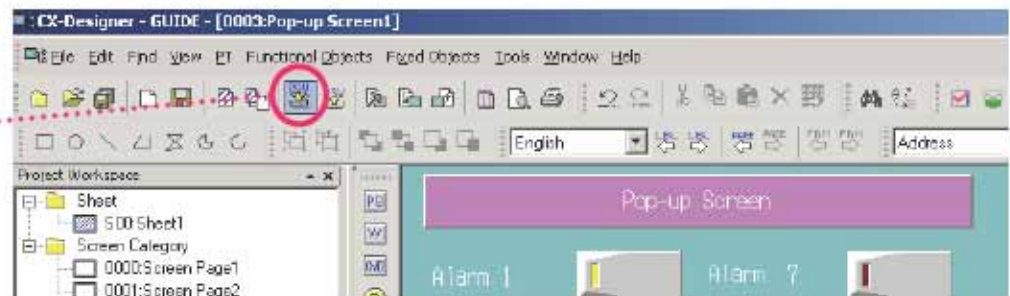 CX-Designer - GUIDE - [0003:Pop-up Screen1]
File Edit Find View PT Functional Objects Fixed Objects Tools Window Help
English Address
Project Workspace
Sheet
S00:Sheet1
Screen Category
0000:Screen Page1
0001:Screen Page2
Pop-up Screen
Alarm 1 Alarm 7